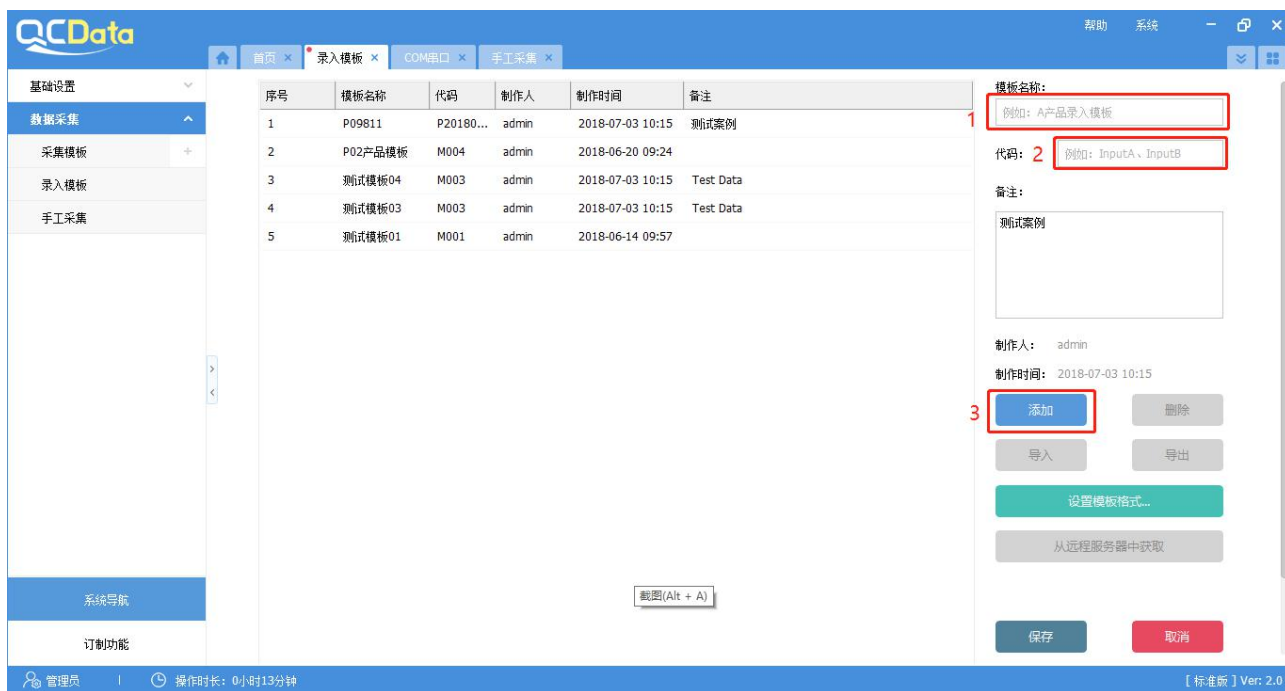 QCData
帮助 系统
首页 录入模板 COM串口 手工采集
基础设置
数据采集
采集模板
录入模板
手工采集
系统导航
订制功能
序号 模板名称 代码 制作人 制作时间 备注
1 P09811 P20180... admin 2018-07-03 10:15 测试案例
2 P02产品模板 M004 admin 2018-06-20 09:24
3 测试模板04 M003 admin 2018-07-03 10:15 Test Data
4 测试模板03 M003 admin 2018-07-03 10:15 Test Data
5 测试模板01 M001 admin 2018-06-14 09:57
截图(Alt + A)
模板名称：
1 例如：A产品录入模板
代码： 2 例如：InputA、InputB
备注：
测试案例
制作人： admin
制作时间： 2018-07-03 10:15
3 添加 删除
导入 导出
设置模板格式...
从远程服务器中获取
保存 取消
管理员 | 操作时长：0小时13分钟 [ 标准版 ] Ver: 2.0